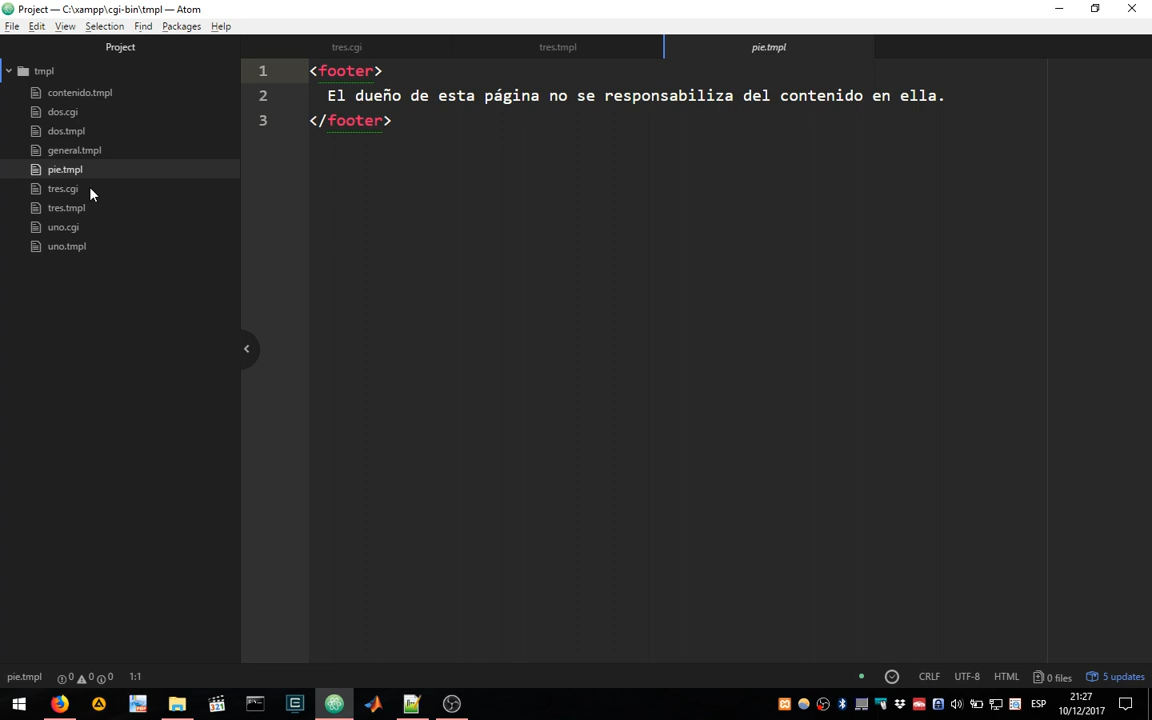 Project — C:\xampp\cgi-bin\tmpl — Atom
File Edit View Selection Find Packages Help
Project
tres.cgi
tres.tmpl
pie.tmpl
tmpl
contenido.tmpl
dos.cgi
dos.tmpl
general.tmpl
pie.tmpl
tres.cgi
tres.tmpl
uno.cgi
uno.tmpl
1 <footer>
2 El dueño de esta página no se responsabiliza del contenido en ella.
3 </footer>
pie.tmpl 0 0 0 1:1
CRLF UTF-8 HTML 0 files 5 updates
321
ESP
21:27
10/12/2017